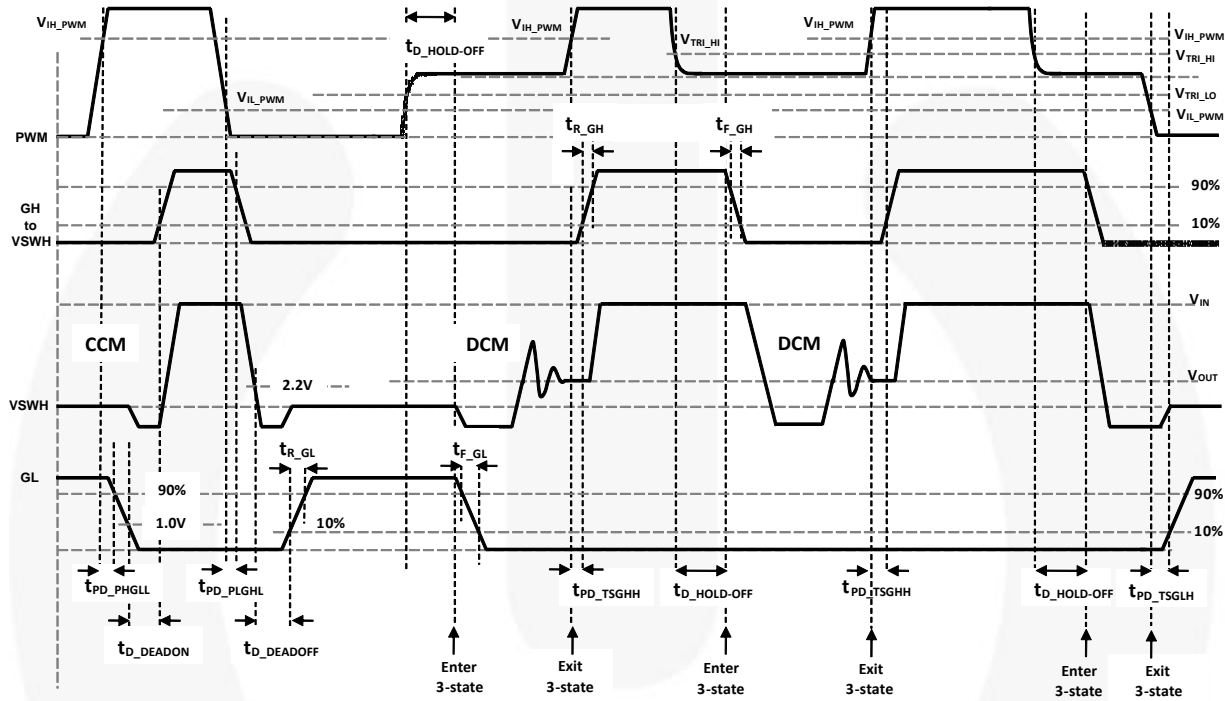 VIH_PWM
VIH_PWM
VIH_PWM
VIH_PWM
tD_HOLD-OFF
VTRI_HI
VTRI_HI
VIL_PWM
VTRI_LO
VIL_PWM
PWM
tR_GH
tF_GH
90%
GH
to
VSWH
10%
VIN
CCM
DCM
DCM
2.2V
VOUT
VSWH
tR_GL
tF_GL
GL
90%
90%
1.0V
10%
10%
tPD_PHGLL
tPD_PLGHL
tPD_TSGHH
tD_HOLD-OFF
tPD_TSGHH
tD_HOLD-OFF
tPD_TSGLH
tD_DEADON
tD_DEADOFF
Enter
3-state
Exit
3-state
Enter
3-state
Exit
3-state
Enter
3-state
Exit
3-state